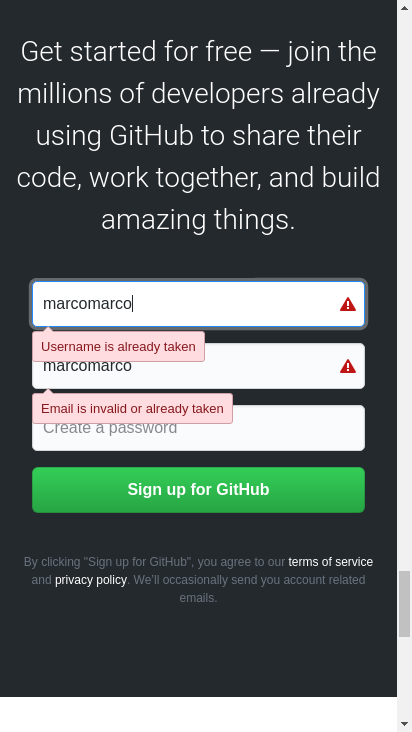 Get started for free — join the
millions of developers already
using GitHub to share their
code, work together, and build
amazing things.
marcomarco
Username is already taken
marcomarco
Email is invalid or already taken
Create a password
Sign up for GitHub
By clicking "Sign up for GitHub", you agree to our terms of service
and privacy policy. We’ll occasionally send you account related
emails.